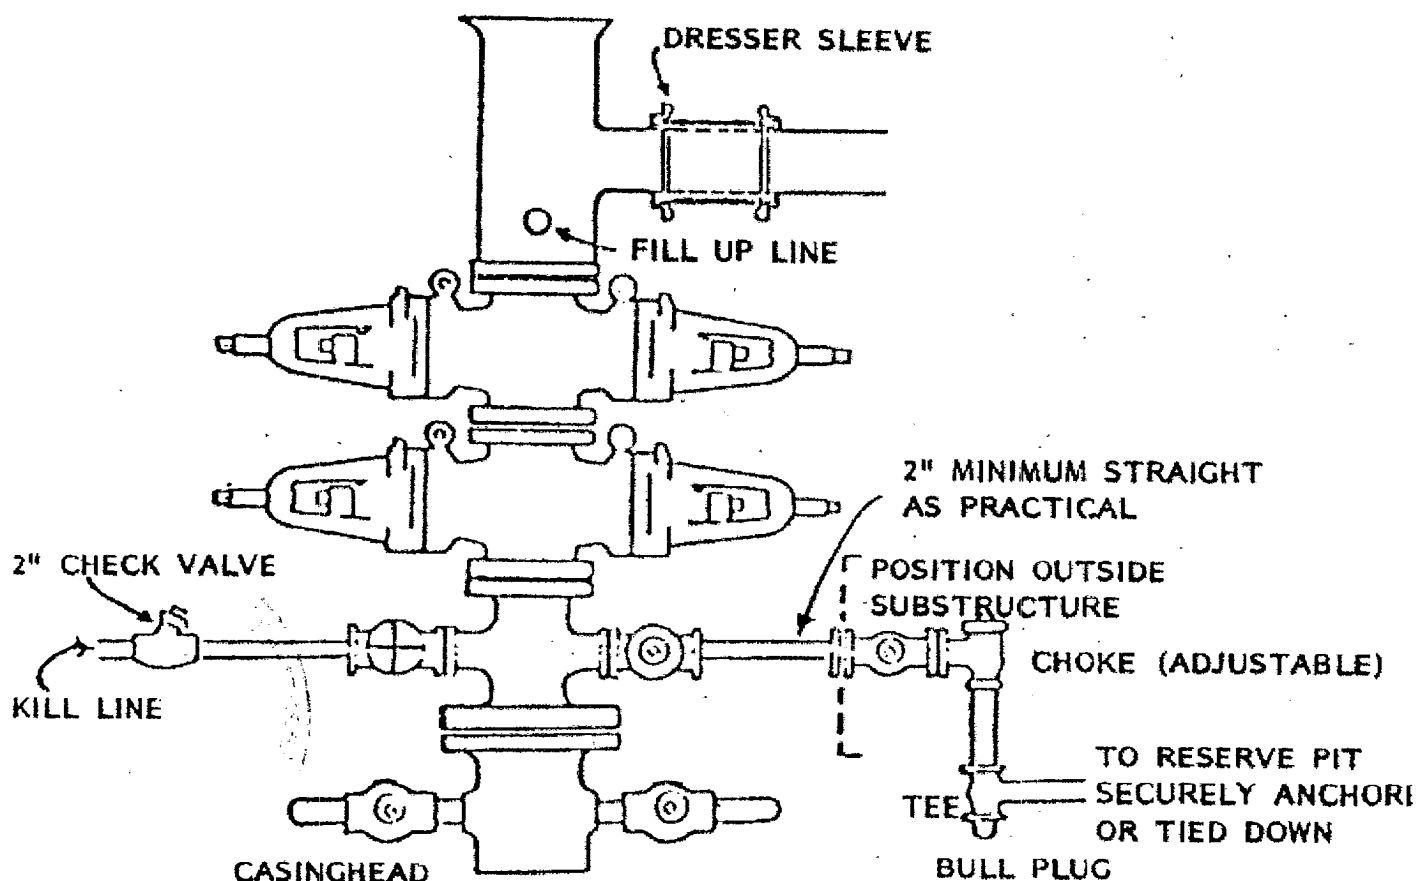 DRESSER SLEEVE
FILL UP LINE
2" MINIMUM STRAIGHT
AS PRACTICAL
2" CHECK VALVE
POSITION OUTSIDE
SUBSTRUCTURE
KILL LINE
CHOKE (ADJUSTABLE)
TO RESERVE PIT
TEE
SECURELY ANCHORE
OR TIED DOWN
CASINGHEAD
BULL PLUG